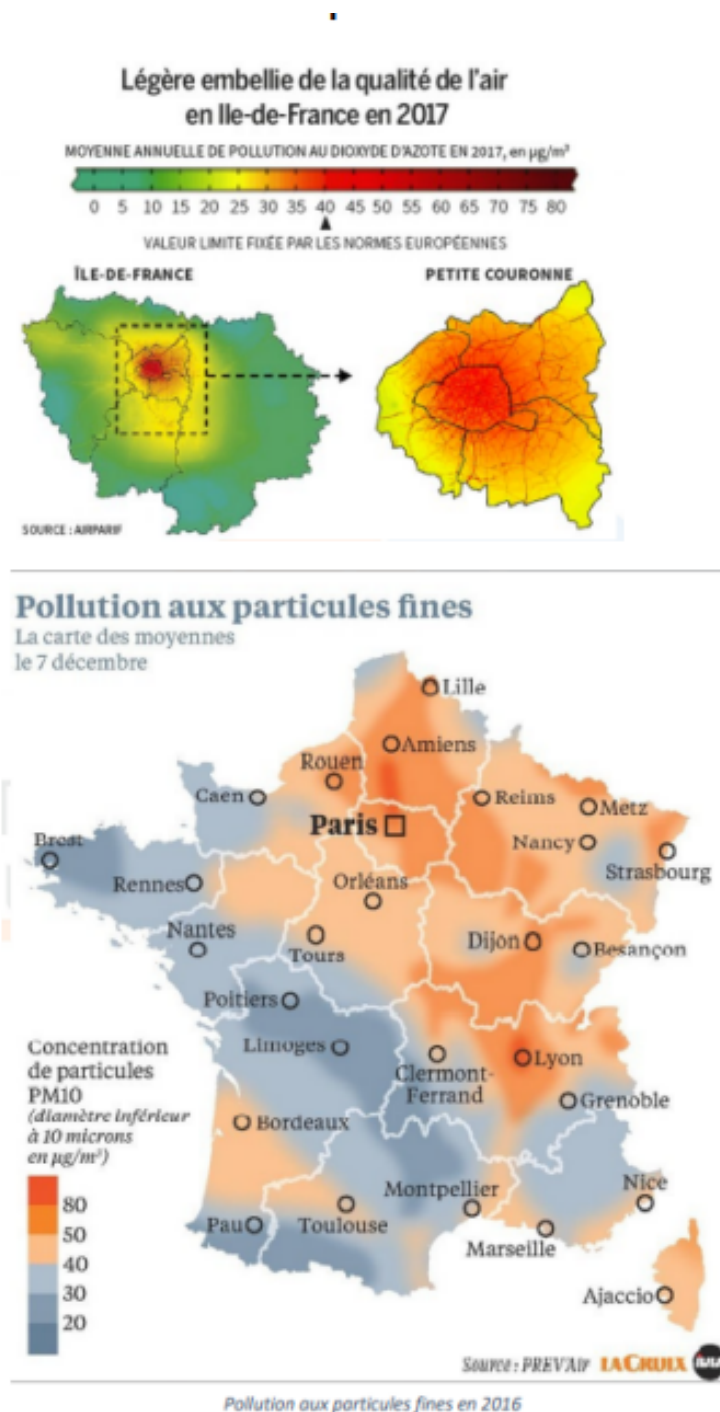 Légère embellie de la qualité de l'air
en Ile-de-France en 2017
MOYENNE ANNUELLE DE POLLUTION AU DIOXYDE D'AZOTE EN 2017, en µg/m³
0 5 10 15 20 25 30 35 40 45 50 55 60 65 70 75 80
VALEUR LIMITE FIXÉE PAR LES NORMES EUROPÉENNES
ÎLE-DE-FRANCE
PETITE COURONNE
SOURCE : AIRPARIF
Pollution aux particules fines
La carte des moyennes
le 7 décembre
Lille
Amiens
Rouen
Caen
Reims
Metz
Paris
Nancy
Brest
Strasbourg
Rennes
Orléans
Nantes
Dijon
Besançon
Tours
Poitiers
Limoges
Lyon
Clermont-
Ferrand
Grenoble
Concentration
de particules
PM10
(diamètre inférieur
à 10 microns
en µg/m³)
Bordeaux
80
50
40
30
20
Montpellier
Nice
Pau
Toulouse
Marseille
Ajaccio
Source : PREV'Air LA CROIX
Pollution aux particules fines en 2016